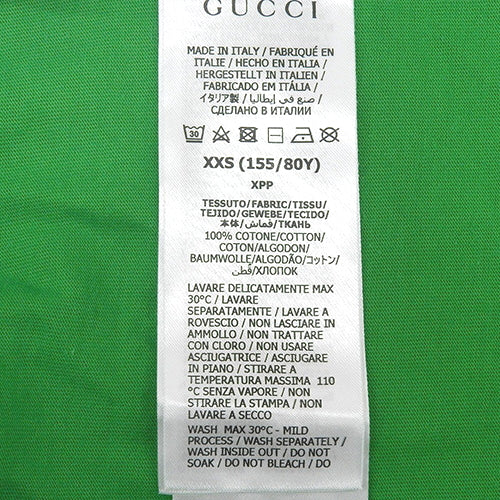 GUCCI
MADE IN ITALY / FABRIQUÉ EN
ITALIE / HECHO EN ITALIA /
HERGESTELLT IN ITALIEN /
FABRICADO EM ITÁLIA /
イタリア製 / صنع في إيطاليا /
СДЕЛАНО В ИТАЛИИ
30
XXS (155/80Y)
XPP
TESSUTO/FABRIC/TISSU/
TEJIDO/GEWEBE/TECIDO/
本体/قماش/ТКАНЬ
100% COTONE/COTTON/
COTON/ALGODON/
BAUMWOLLE/ALGODÃO/コットン/
قطن/ХЛОПОК
LAVARE DELICATAMENTE MAX
30°C / LAVARE
SEPARATAMENTE / LAVARE A
ROVESCIO / NON LASCIARE IN
AMMOLLO / NON TRATTARE
CON CLORO / NON USARE
ASCIUGATRICE / ASCIUGARE
IN PIANO / STIRARE A
TEMPERATURA MASSIMA 110
°C SENZA VAPORE / NON
STIRARE LA STAMPA / NON
LAVARE A SECCO
WASH MAX 30°C - MILD
PROCESS / WASH SEPARATELY /
WASH INSIDE OUT / DO NOT
SOAK / DO NOT BLEACH / DO